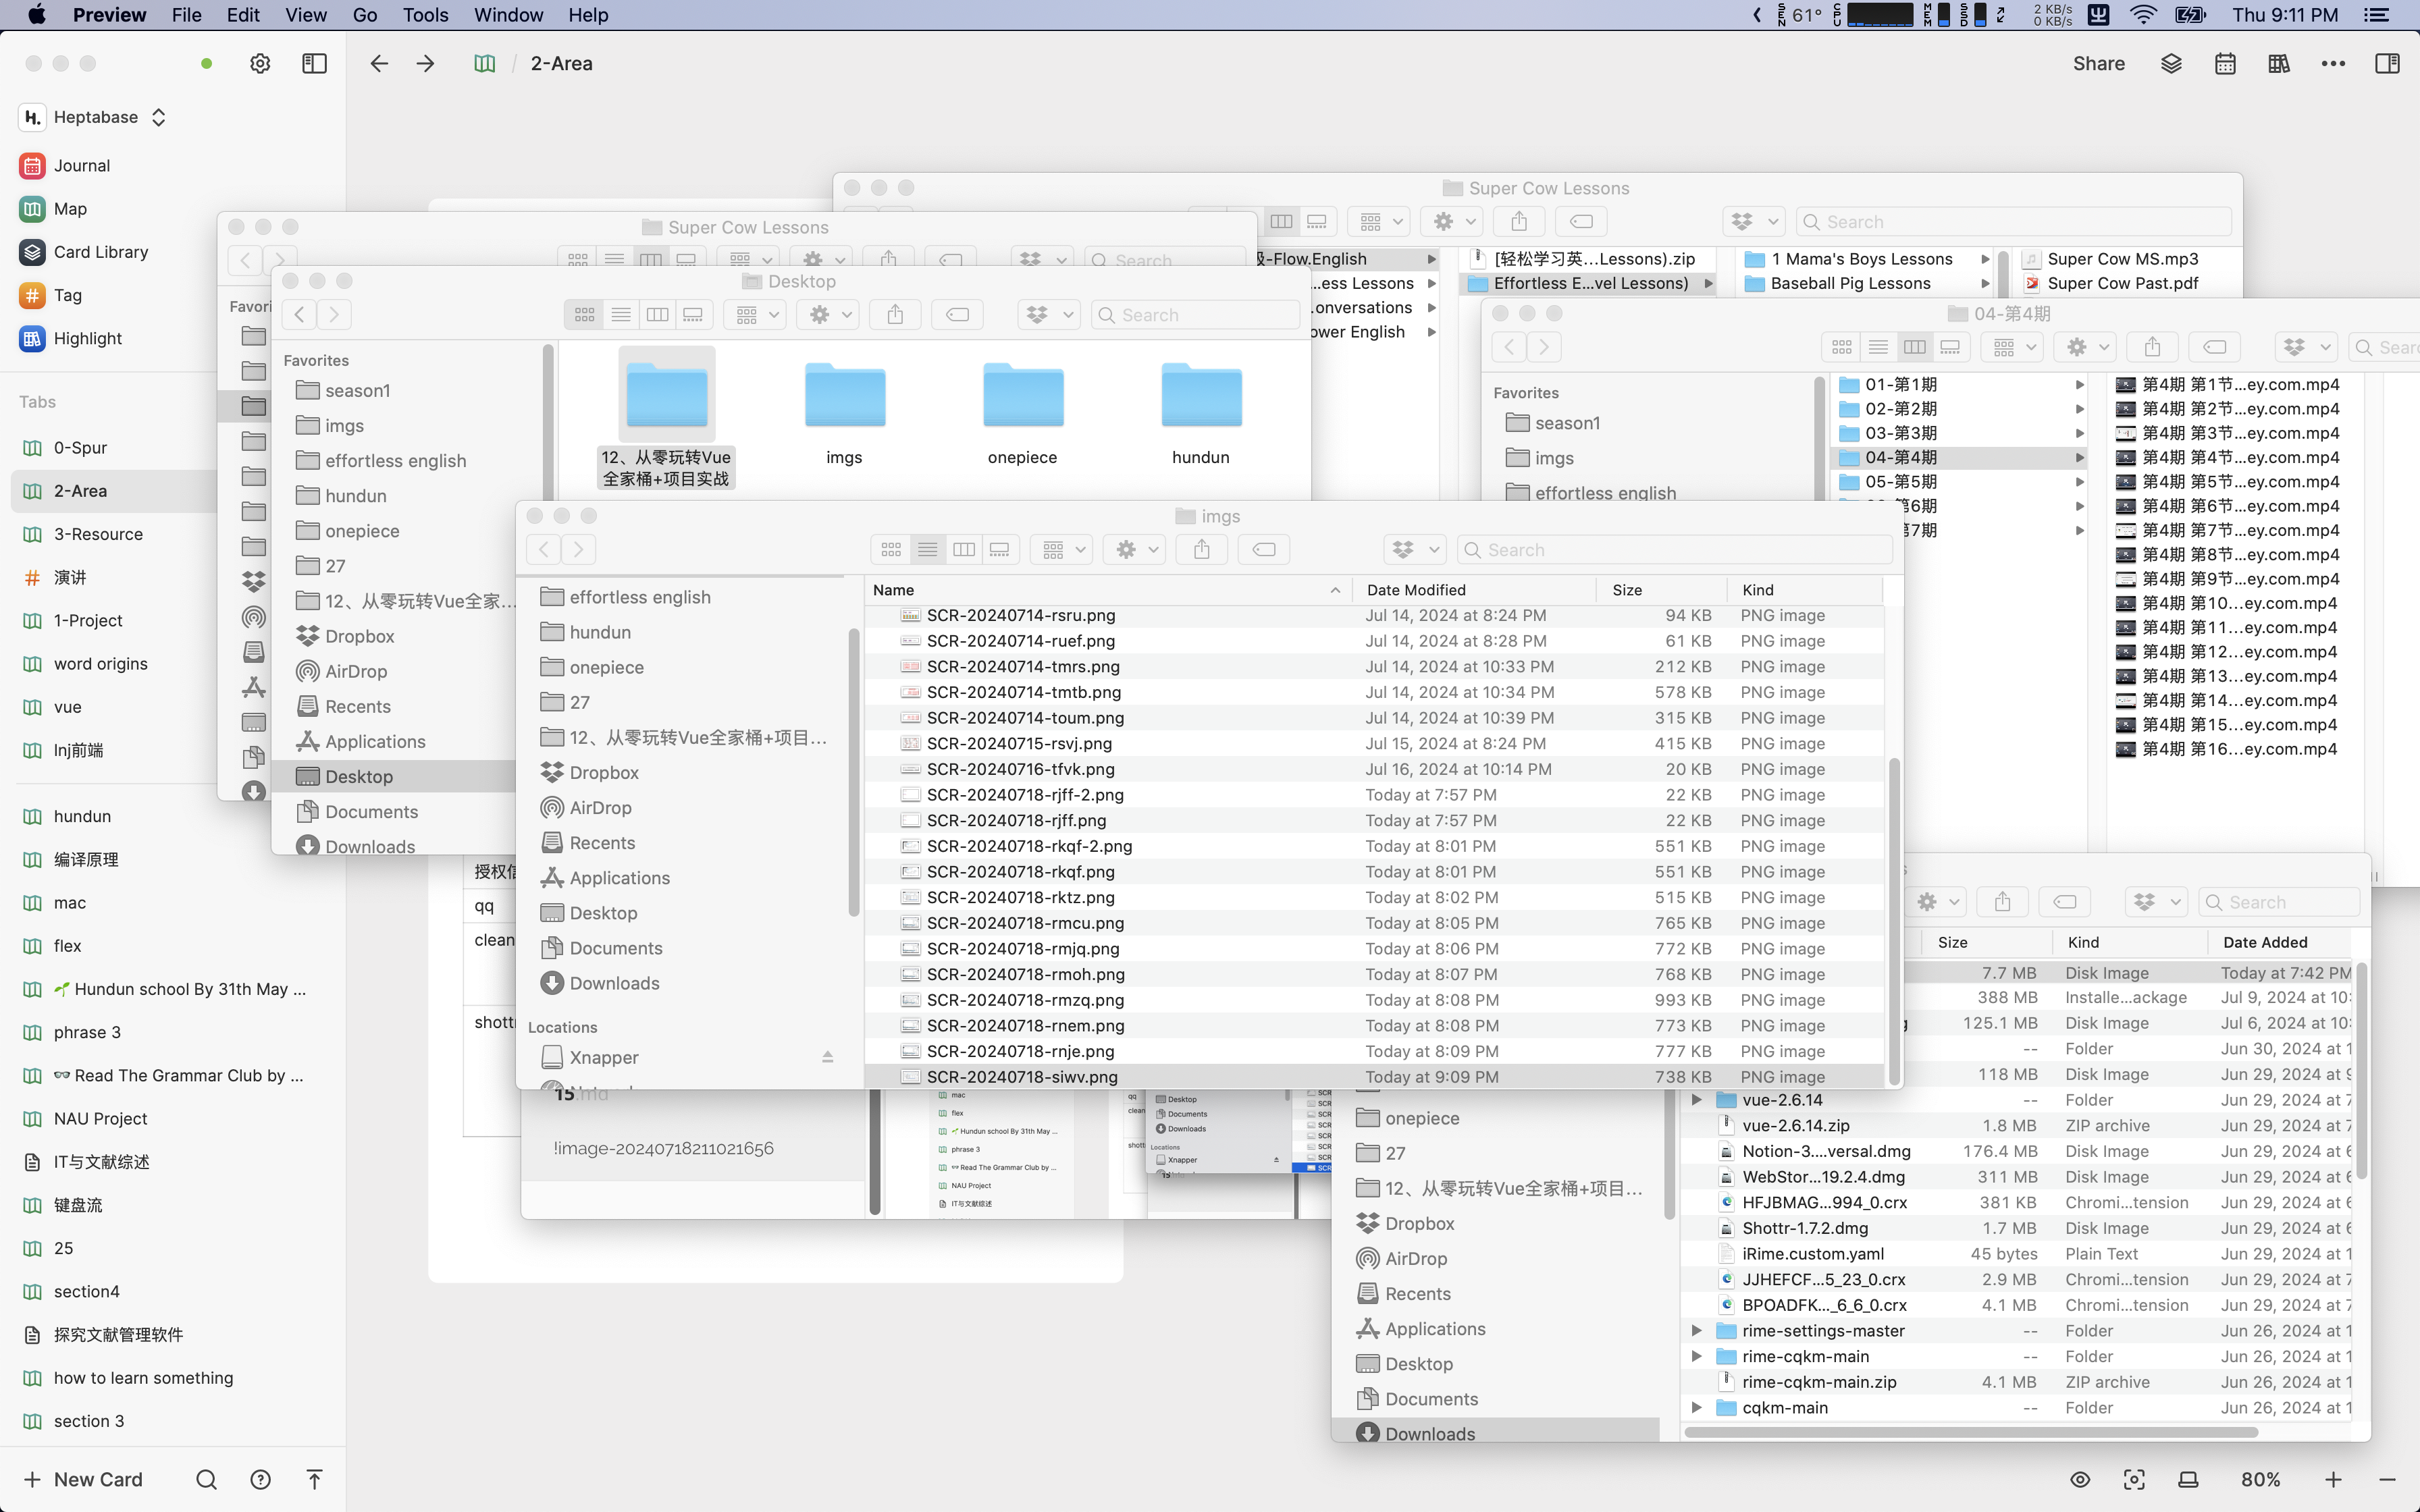 Preview File Edit View Go Tools Window Help
SEN 61° CPU MEM SSD 2 KB/s 0 KB/s Thu 9:11 PM
2-Area
Share
Heptabase
Journal
Map
Card Library
Tag
Highlight
Tabs
0-Spur
2-Area
3-Resource
演讲
1-Project
word origins
vue
lnj前端
hundun
编译原理
mac
flex
🌱 Hundun school By 31th May ...
phrase 3
👓 Read The Grammar Club by ...
NAU Project
IT与文献综述
键盘流
25
section4
探究文献管理软件
how to learn something
section 3
New Card
Super Cow Lessons
Search
-Flow.English
...ess Lessons
[轻松学习英...Lessons).zip
Effortless E...vel Lessons)
1 Mama's Boys Lessons
Baseball Pig Lessons
Super Cow MS.mp3
Super Cow Past.pdf
Super Cow Lessons
Search
Favori
Desktop
Search
Favorites
season1
imgs
effortless english
hundun
onepiece
27
12、从零玩转Vue全家...
Dropbox
AirDrop
Recents
Applications
Desktop
Documents
Downloads
12、从零玩转Vue
全家桶+项目实战
imgs
onepiece
hundun
04-第4期
Favorites
season1
imgs
effortless english
01-第1期
02-第2期
03-第3期
04-第4期
05-第5期
第6期
第7期
第4期 第1节...ey.com.mp4
第4期 第2节...ey.com.mp4
第4期 第3节...ey.com.mp4
第4期 第4节...ey.com.mp4
第4期 第5节...ey.com.mp4
第4期 第6节...ey.com.mp4
第4期 第7节...ey.com.mp4
第4期 第8节...ey.com.mp4
第4期 第9节...ey.com.mp4
第4期 第10...ey.com.mp4
第4期 第11...ey.com.mp4
第4期 第12...ey.com.mp4
第4期 第13...ey.com.mp4
第4期 第14...ey.com.mp4
第4期 第15...ey.com.mp4
第4期 第16...ey.com.mp4
imgs
Search
effortless english
hundun
onepiece
27
12、从零玩转Vue全家桶+项目...
Dropbox
AirDrop
Recents
Applications
Desktop
Documents
Downloads
Locations
Xnapper
Name Date Modified Size Kind
SCR-20240714-rsru.png Jul 14, 2024 at 8:24 PM 94 KB PNG image
SCR-20240714-ruef.png Jul 14, 2024 at 8:28 PM 61 KB PNG image
SCR-20240714-tmrs.png Jul 14, 2024 at 10:33 PM 212 KB PNG image
SCR-20240714-tmtb.png Jul 14, 2024 at 10:34 PM 578 KB PNG image
SCR-20240714-toum.png Jul 14, 2024 at 10:39 PM 315 KB PNG image
SCR-20240715-rsvj.png Jul 15, 2024 at 8:24 PM 415 KB PNG image
SCR-20240716-tfvk.png Jul 16, 2024 at 10:14 PM 20 KB PNG image
SCR-20240718-rjff-2.png Today at 7:57 PM 22 KB PNG image
SCR-20240718-rjff.png Today at 7:57 PM 22 KB PNG image
SCR-20240718-rkqf-2.png Today at 8:01 PM 551 KB PNG image
SCR-20240718-rkqf.png Today at 8:01 PM 551 KB PNG image
SCR-20240718-rktz.png Today at 8:02 PM 515 KB PNG image
SCR-20240718-rmcu.png Today at 8:05 PM 765 KB PNG image
SCR-20240718-rmjq.png Today at 8:06 PM 772 KB PNG image
SCR-20240718-rmoh.png Today at 8:07 PM 768 KB PNG image
SCR-20240718-rmzq.png Today at 8:08 PM 993 KB PNG image
SCR-20240718-rnem.png Today at 8:08 PM 773 KB PNG image
SCR-20240718-rnje.png Today at 8:09 PM 777 KB PNG image
SCR-20240718-siwv.png Today at 9:09 PM 738 KB PNG image
qq
clean
shottr
15.md
!image-20240718211021656
mac
flex
Hundun school By 31th May ...
phrase 3
Read The Grammar Club by ...
NAU Project
IT与文献综述
qq
clean
Desktop
Documents
Downloads
Locations
Xnapper
Search
Size Kind Date Added
7.7 MB Disk Image Today at 7:42 PM
388 MB Installe...ackage Jul 9, 2024 at 10:
125.1 MB Disk Image Jul 6, 2024 at 10:
-- Folder Jun 30, 2024 at 1
118 MB Disk Image Jun 29, 2024 at
vue-2.6.14 -- Folder Jun 29, 2024 at 7
vue-2.6.14.zip 1.8 MB ZIP archive Jun 29, 2024 at 7
Notion-3....versal.dmg 176.4 MB Disk Image Jun 29, 2024 at
WebStor...19.2.4.dmg 311 MB Disk Image Jun 29, 2024 at
HFJBMAG...994_0.crx 381 KB Chromi...tension Jun 29, 2024 at
Shottr-1.7.2.dmg 1.7 MB Disk Image Jun 29, 2024 at
iRime.custom.yaml 45 bytes Plain Text Jun 29, 2024 at 1
JJHEFCF...5_23_0.crx 2.9 MB Chromi...tension Jun 29, 2024 at 7
BPOADFK..._6_6_0.crx 4.1 MB Chromi...tension Jun 29, 2024 at 7
rime-settings-master -- Folder Jun 26, 2024 at 1
rime-cqkm-main -- Folder Jun 26, 2024 at 1
rime-cqkm-main.zip 4.1 MB ZIP archive Jun 26, 2024 at 1
cqkm-main -- Folder Jun 26, 2024 at 1
onepiece
27
12、从零玩转Vue全家桶+项目...
Dropbox
AirDrop
Recents
Applications
Desktop
Documents
Downloads
80%